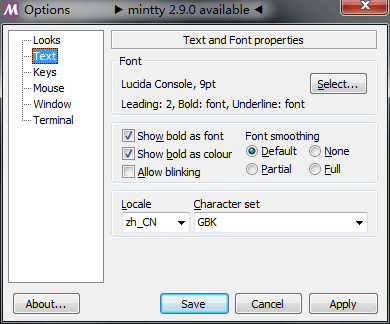 Options ▶ mintty 2.9.0 available ◀
Looks
Text
Keys
Mouse
Window
Terminal
Text and Font properties
Font
Lucida Console, 9pt
Select...
Leading: 2, Bold: font, Underline: font
Show bold as font
Show bold as colour
Allow blinking
Font smoothing
Default
None
Partial
Full
Locale
Character set
zh_CN
GBK
About...
Save
Cancel
Apply